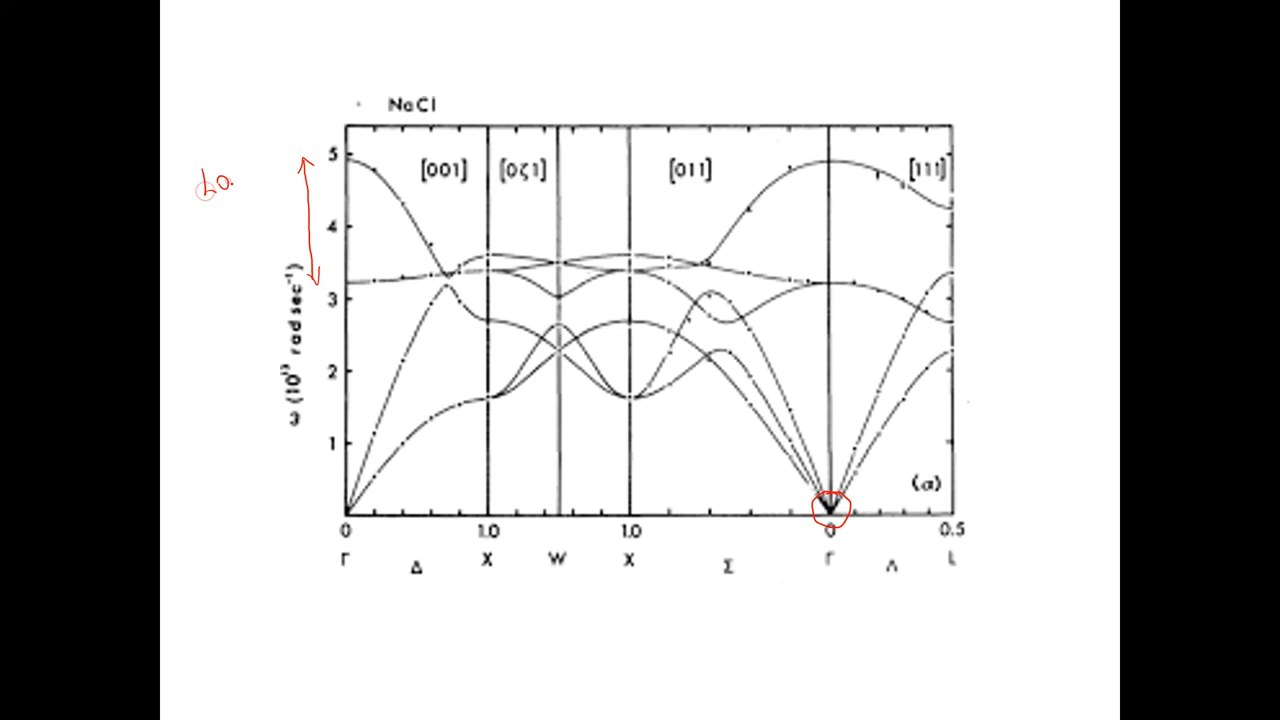 NaCl
LO.
5
[001]
[0ζ1]
[011]
[111]
4
3
2
1
ω (10¹³ rad sec⁻¹)
(a)
0
1.0
1.0
0
0.5
Γ
Δ
X
W
X
Σ
Γ
Λ
L